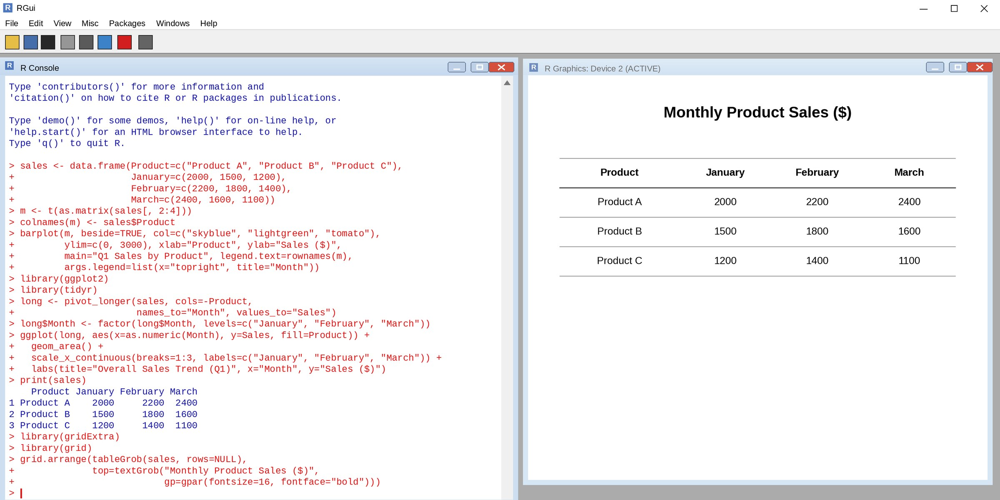 R RGui
File Edit View Misc Packages Windows Help
R R Console
Type 'contributors()' for more information and
'citation()' on how to cite R or R packages in publications.
Type 'demo()' for some demos, 'help()' for on-line help, or
'help.start()' for an HTML browser interface to help.
Type 'q()' to quit R.
> sales <- data.frame(Product=c("Product A", "Product B", "Product C"),
+                     January=c(2000, 1500, 1200),
+                     February=c(2200, 1800, 1400),
+                     March=c(2400, 1600, 1100))
> m <- t(as.matrix(sales[, 2:4]))
> colnames(m) <- sales$Product
> barplot(m, beside=TRUE, col=c("skyblue", "lightgreen", "tomato"),
+         ylim=c(0, 3000), xlab="Product", ylab="Sales ($)",
+         main="Q1 Sales by Product", legend.text=rownames(m),
+         args.legend=list(x="topright", title="Month"))
> library(ggplot2)
> library(tidyr)
> long <- pivot_longer(sales, cols=-Product,
+                      names_to="Month", values_to="Sales")
> long$Month <- factor(long$Month, levels=c("January", "February", "March"))
> ggplot(long, aes(x=as.numeric(Month), y=Sales, fill=Product)) +
+   geom_area() +
+   scale_x_continuous(breaks=1:3, labels=c("January", "February", "March")) +
+   labs(title="Overall Sales Trend (Q1)", x="Month", y="Sales ($)")
> print(sales)
    Product January February March
1 Product A    2000     2200  2400
2 Product B    1500     1800  1600
3 Product C    1200     1400  1100
> library(gridExtra)
> library(grid)
> grid.arrange(tableGrob(sales, rows=NULL),
+              top=textGrob("Monthly Product Sales ($)",
+                           gp=gpar(fontsize=16, fontface="bold")))
>
R R Graphics: Device 2 (ACTIVE)
Monthly Product Sales ($)
Product January February March
Product A 2000 2200 2400
Product B 1500 1800 1600
Product C 1200 1400 1100